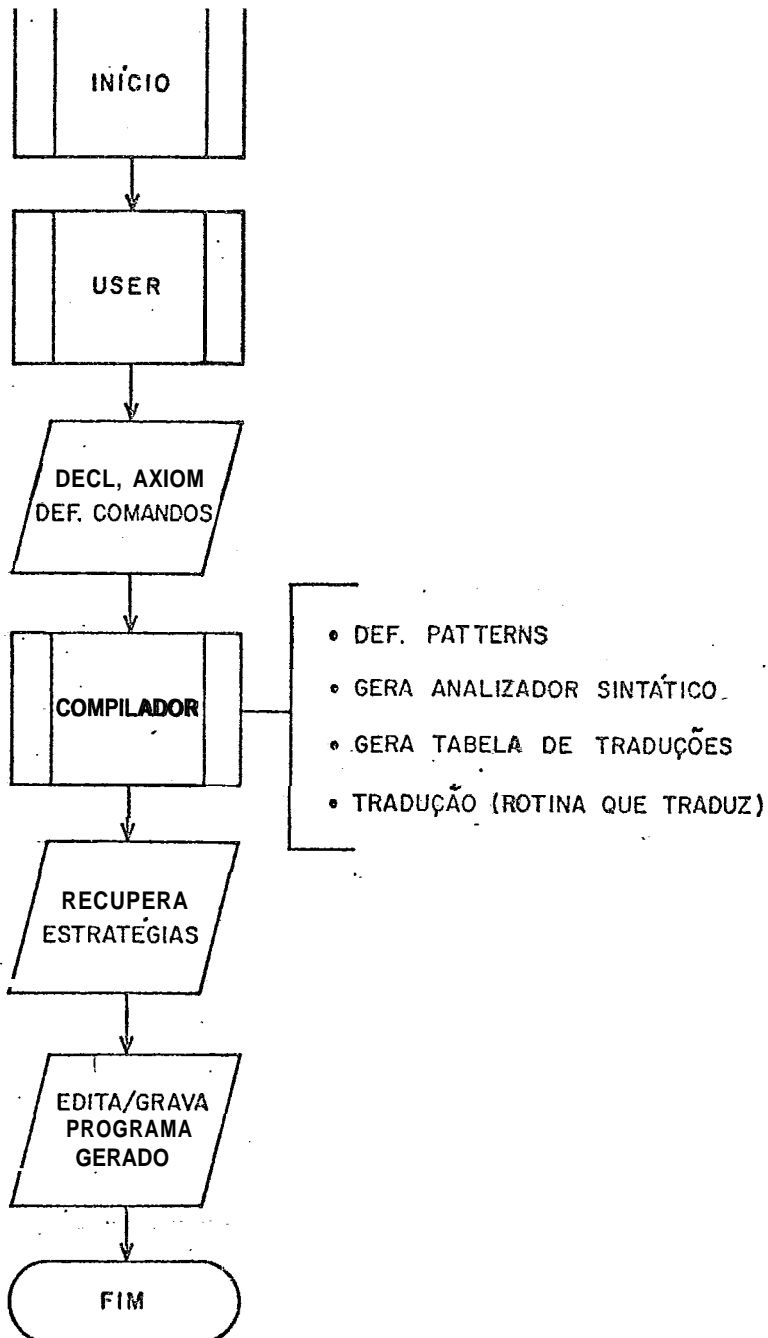 INÍCIO
USER
DECL, AXIOM
DEF. COMANDOS
COMPILADOR
• DEF. PATTERNS
• GERA ANALIZADOR SINTÁTICO
• GERA TABELA DE TRADUÇÕES
• TRADUÇÃO (ROTINA QUE TRADUZ)
RECUPERA
ESTRATÉGIAS
EDITA/GRAVA
PROGRAMA
GERADO
FIM